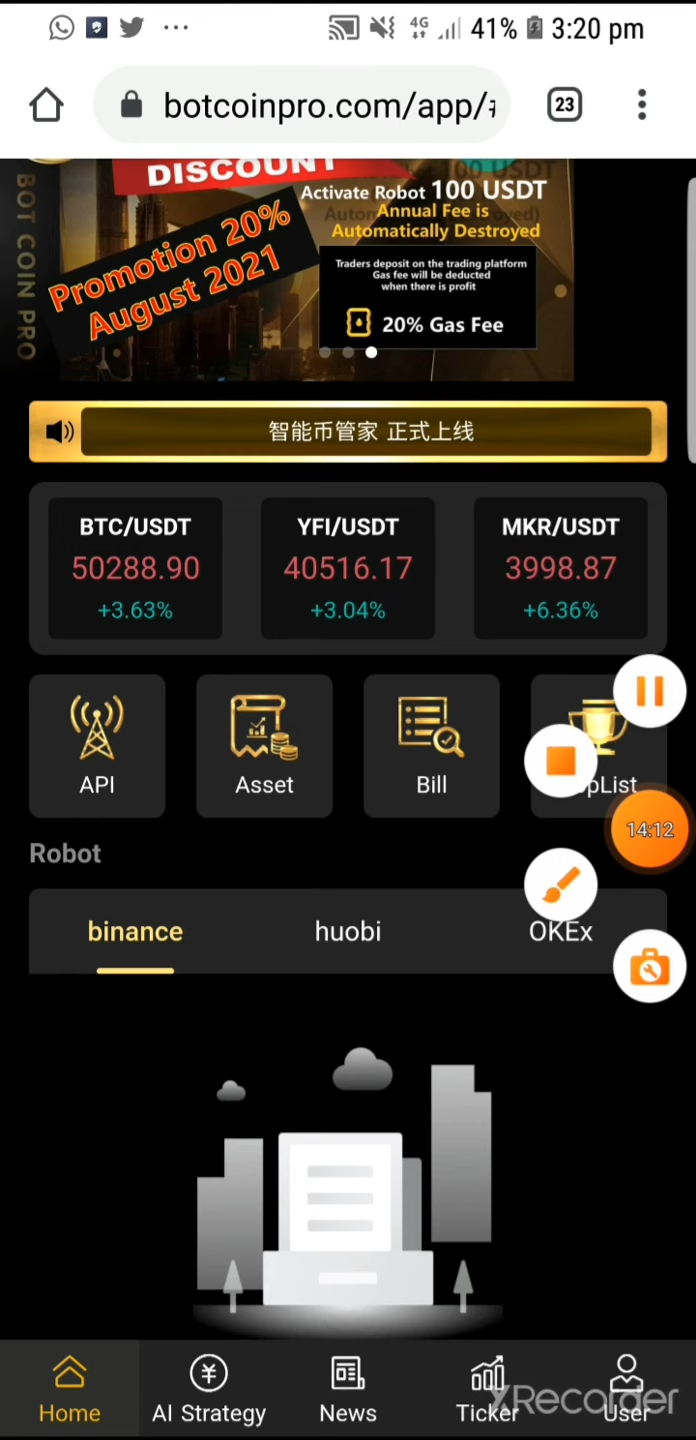 4G 41% 3:20 pm
botcoinpro.com/app/
23
DISCOUNT
BOT COIN PRO
Promotion 20%
August 2021
Activate Robot 100 USDT
Annual Fee is
Automatically Destroyed
Traders deposit on the trading platform
Gas fee will be deducted
when there is profit
20% Gas Fee
智能币管家 正式上线
BTC/USDT YFI/USDT MKR/USDT
50288.90 40516.17 3998.87
+3.63% +3.04% +6.36%
API Asset Bill pList
14:12
Robot
binance huobi OKEx
Home AI Strategy News Ticker User
XRecorder